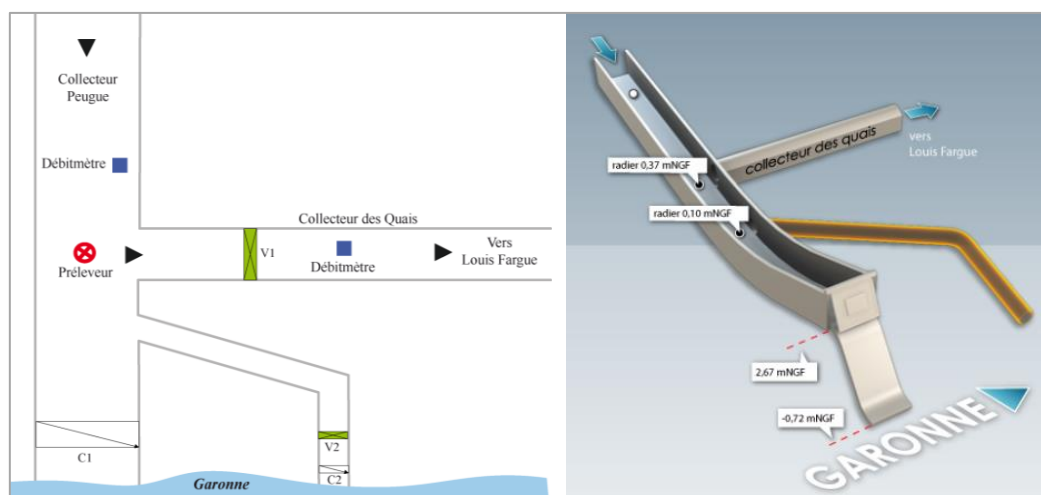 Collecteur
Peugue
Débitmètre
Collecteur des Quais
Préleveur
V1
Débitmètre
Vers
Louis Fargue
C1
V2
C2
Garonne
collecteur des quais
vers
Louis Fargue
radier 0,37 mNGF
radier 0,10 mNGF
2,67 mNGF
-0,72 mNGF
GARONNE